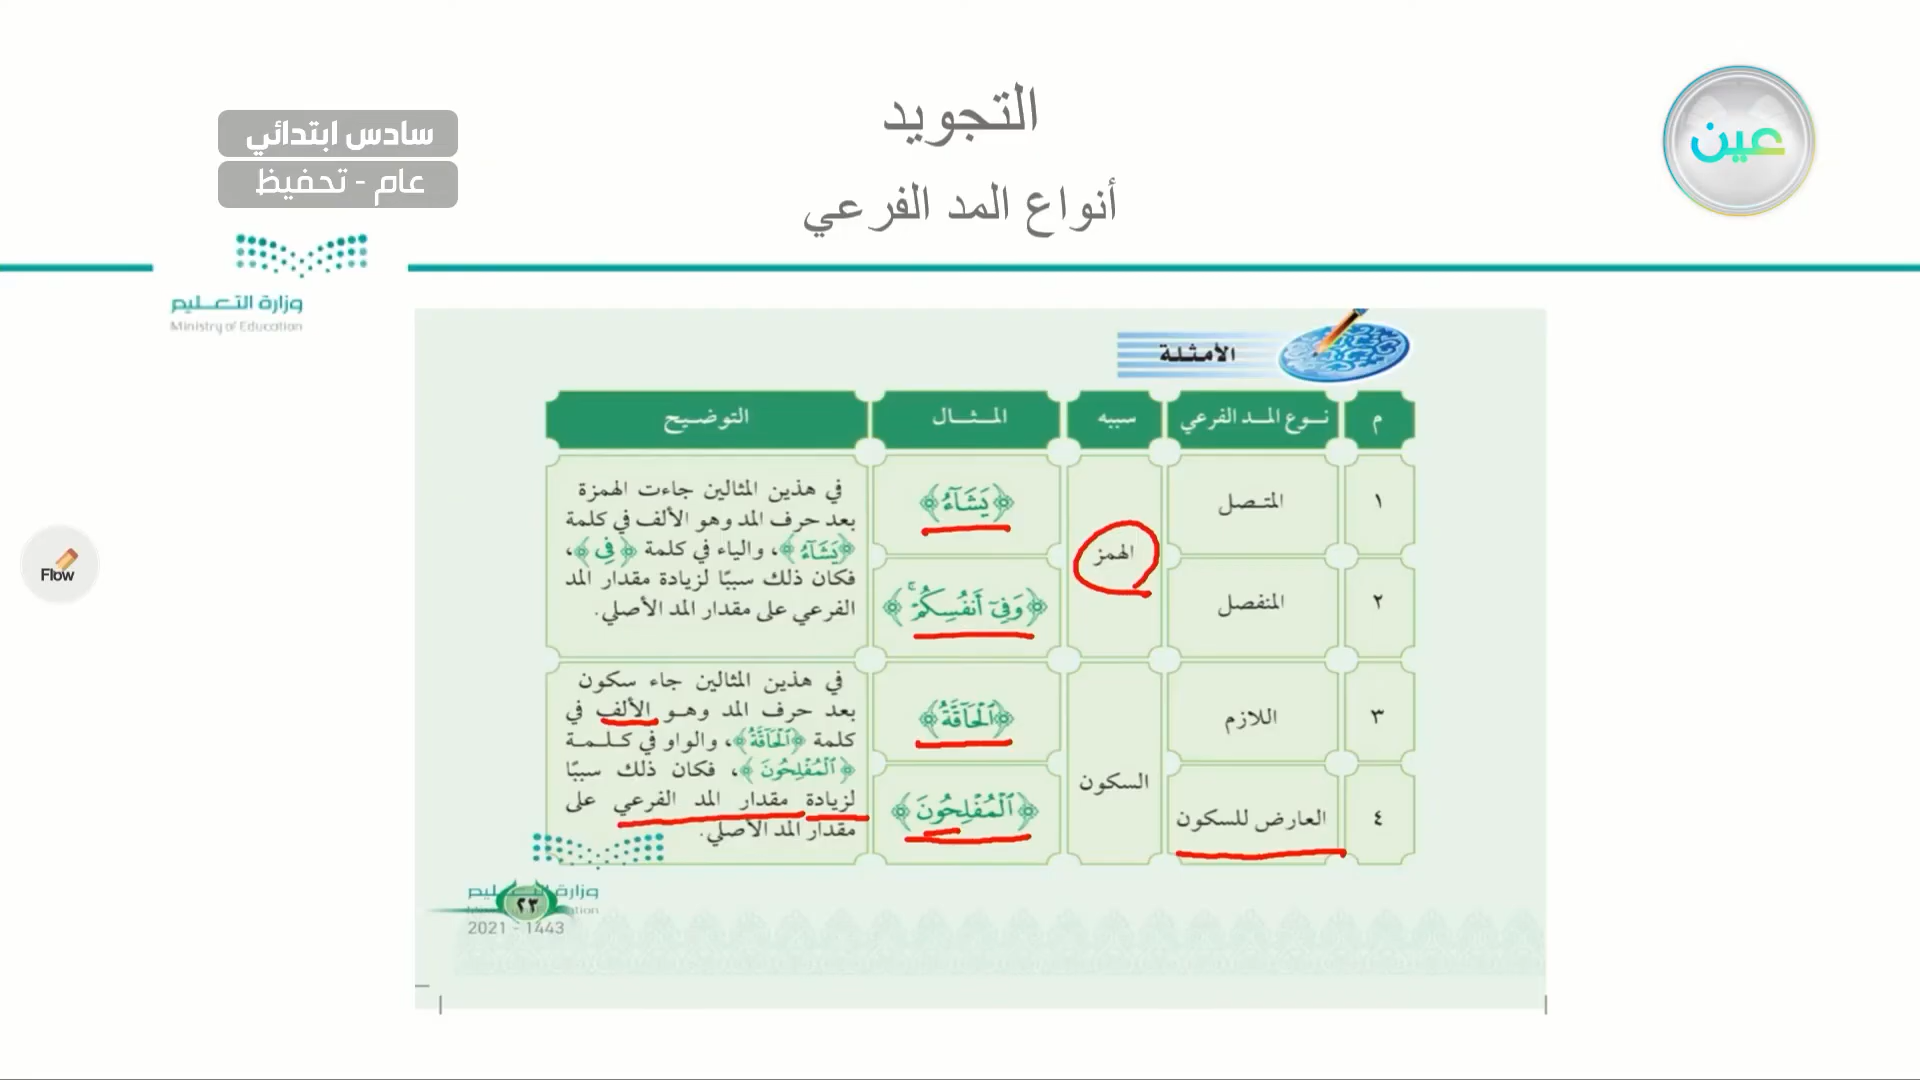 التجويد
أنواع المد الفرعي
عين
سادس ابتدائي
عام - تحفيظ
وزارة التعليم
Ministry of Education
Flow
الأمثلة
م
نوع المد الفرعي
سببه
المثال
التوضيح
١
المتصل
الهمز
﴿يَشَآءُ﴾
في هذين المثالين جاءت الهمزة
بعد حرف المد وهو الألف في كلمة
﴿يَشَآءُ﴾، والياء في كلمة ﴿فِي﴾،
فكان ذلك سببًا لزيادة مقدار المد
الفرعي على مقدار المد الأصلي.
٢
المنفصل
﴿وَفِيٓ أَنفُسِكُمْۚ﴾
٣
اللازم
السكون
﴿ٱلْحَآقَّةُ﴾
في هذين المثالين جاء سكون
بعد حرف المد وهو الألف في
كلمة ﴿ٱلْحَآقَّةُ﴾، والواو في كلمة
﴿ٱلْمُفْلِحُونَ﴾، فكان ذلك سببًا
لزيادة مقدار المد الفرعي على
مقدار المد الأصلي.
٤
العارض للسكون
﴿ٱلْمُفْلِحُونَ﴾
وزارة التعليم
٢٣
2021 - 1443